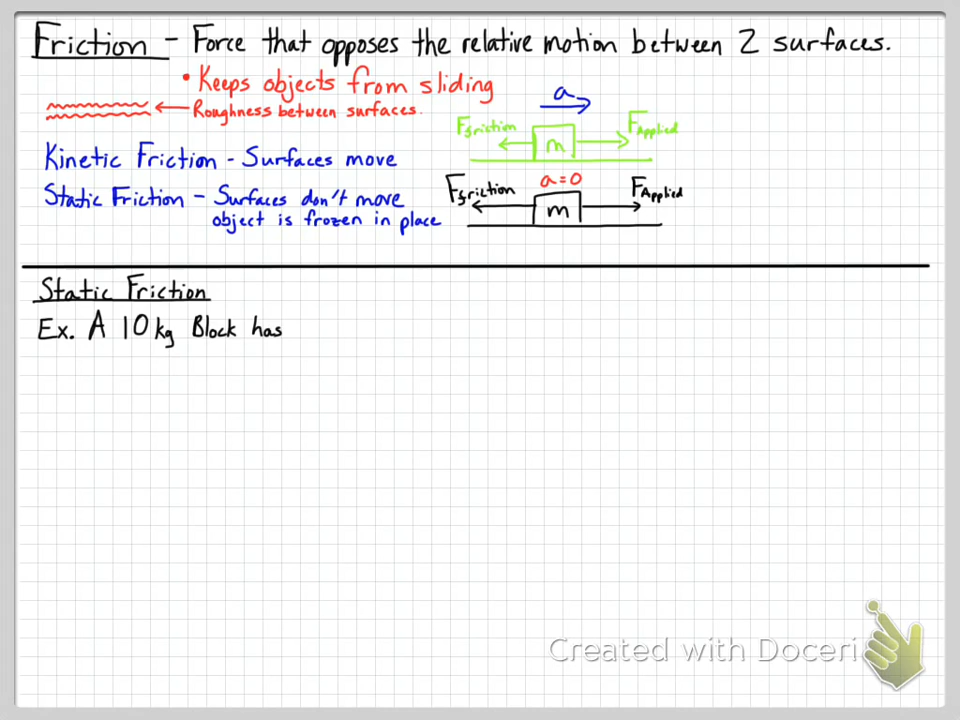 Friction - Force that opposes the relative motion between 2 surfaces.
• Keeps objects from sliding
Roughness between surfaces.
a
Ffriction
m
FApplied
Kinetic Friction - Surfaces move
a=0
Static Friction - Surfaces don't move
object is frozen in place
Ffriction
m
FApplied
Static Friction
Ex. A 10 kg Block has
Created with Doceri